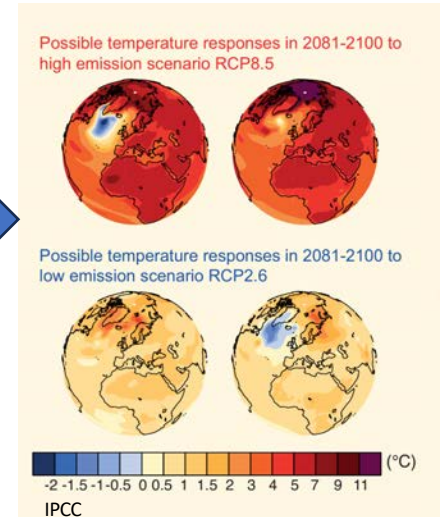 Possible temperature responses in 2081-2100 to
high emission scenario RCP8.5
Possible temperature responses in 2081-2100 to
low emission scenario RCP2.6
(°C)
-2 -1.5 -1 -0.5 0 0.5 1 1.5 2 3 4 5 7 9 11
IPCC